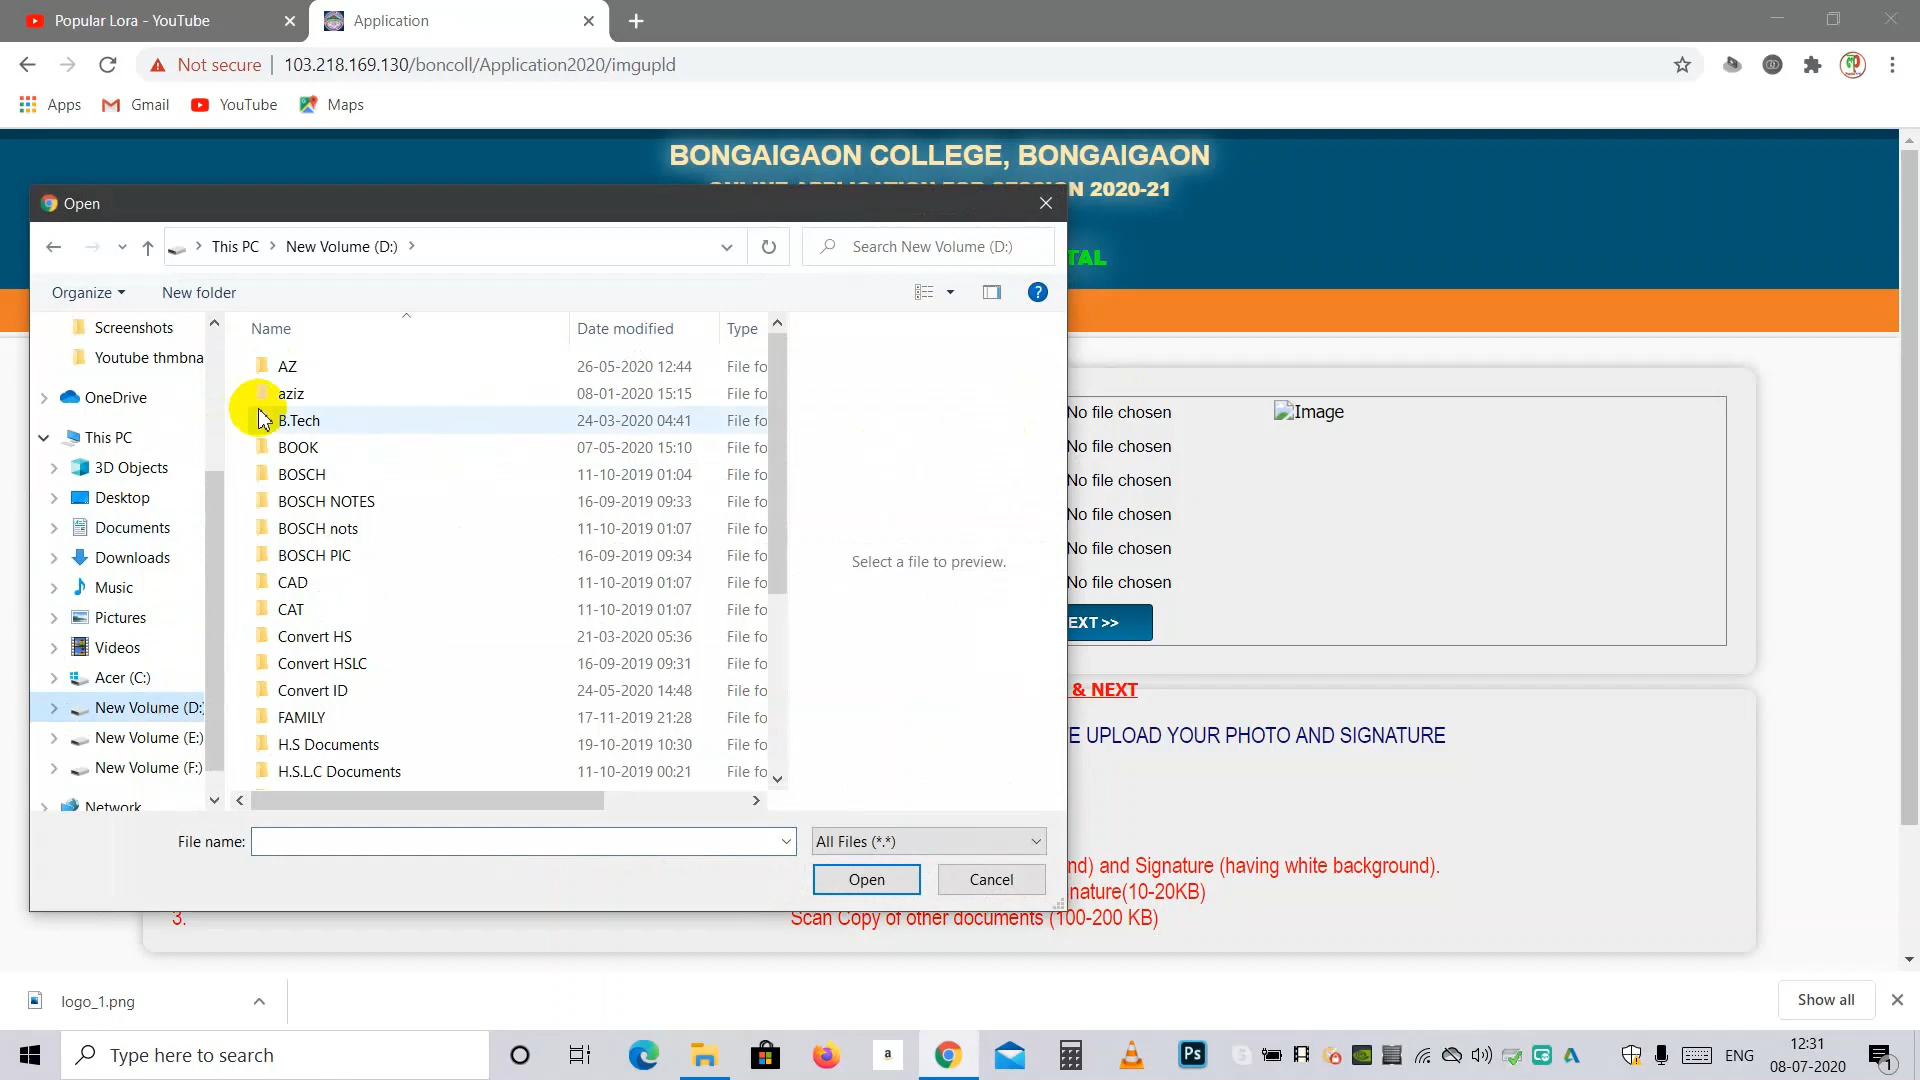 Popular Lora - YouTube
Application
Not secure
103.218.169.130/boncoll/Application2020/imgupld
Apps
Gmail
YouTube
Maps
BONGAIGAON COLLEGE, BONGAIGAON
ONLINE APPLICATION FOR SESSION 2020-21
TAL
Open
This PC
New Volume (D:)
Search New Volume (D:)
Organize
New folder
Screenshots
Youtube thmbna
OneDrive
This PC
3D Objects
Desktop
Documents
Downloads
Music
Pictures
Videos
Acer (C:)
New Volume (D:)
New Volume (E:)
New Volume (F:)
Network
Name Date modified Type
AZ 26-05-2020 12:44 File fo
aziz 08-01-2020 15:15 File fo
B.Tech 24-03-2020 04:41 File fo
BOOK 07-05-2020 15:10 File fo
BOSCH 11-10-2019 01:04 File fo
BOSCH NOTES 16-09-2019 09:33 File fo
BOSCH nots 11-10-2019 01:07 File fo
BOSCH PIC 16-09-2019 09:34 File fo
CAD 11-10-2019 01:07 File fo
CAT 11-10-2019 01:07 File fo
Convert HS 21-03-2020 05:36 File fo
Convert HSLC 16-09-2019 09:31 File fo
Convert ID 24-05-2020 14:48 File fo
FAMILY 17-11-2019 21:28 File fo
H.S Documents 19-10-2019 10:30 File fo
H.S.L.C Documents 11-10-2019 00:21 File fo
Select a file to preview.
File name:
All Files (*.*)
Open
Cancel
No file chosen
Image
No file chosen
No file chosen
No file chosen
No file chosen
No file chosen
EXT >>
& NEXT
E UPLOAD YOUR PHOTO AND SIGNATURE
nd) and Signature (having white background).
nature(10-20KB)
3. Scan Copy of other documents (100-200 KB)
logo_1.png
Show all
Type here to search
a
Ps
ENG
12:31
08-07-2020
1